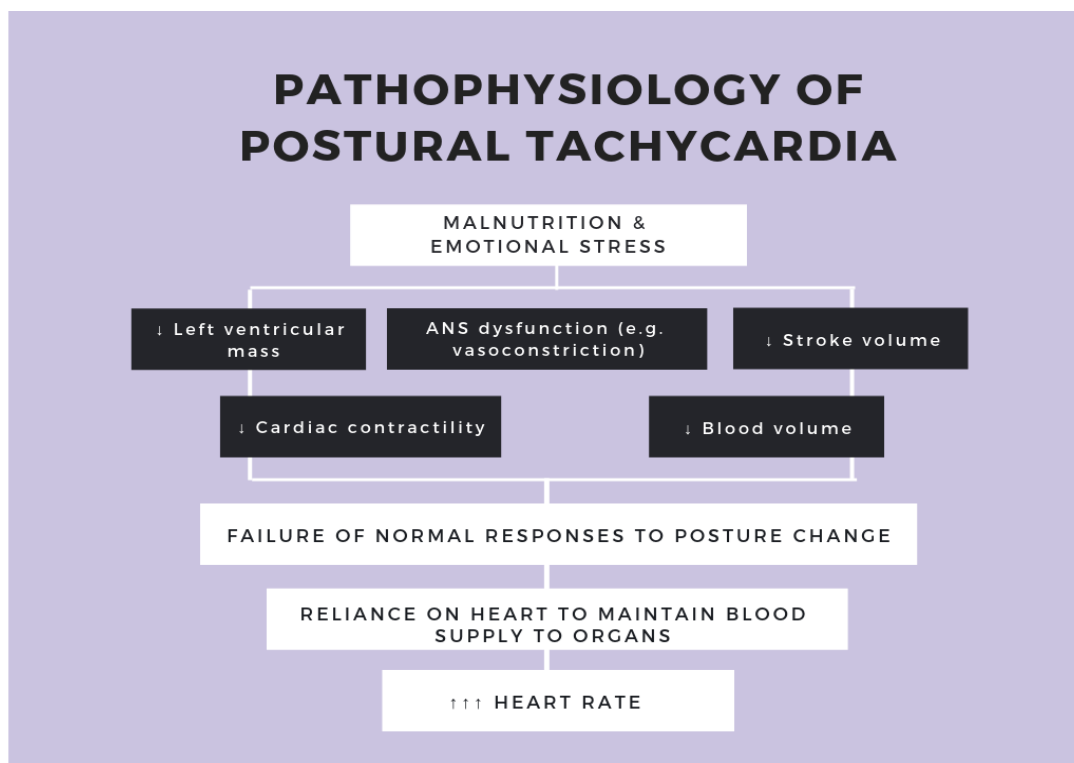 PATHOPHYSIOLOGY OF
POSTURAL TACHYCARDIA
MALNUTRITION &
EMOTIONAL STRESS
↓ Left ventricular
mass
ANS dysfunction (e.g.
vasoconstriction)
↓ Stroke volume
↓ Cardiac contractility
↓ Blood volume
FAILURE OF NORMAL RESPONSES TO POSTURE CHANGE
RELIANCE ON HEART TO MAINTAIN BLOOD
SUPPLY TO ORGANS
↑↑↑ HEART RATE